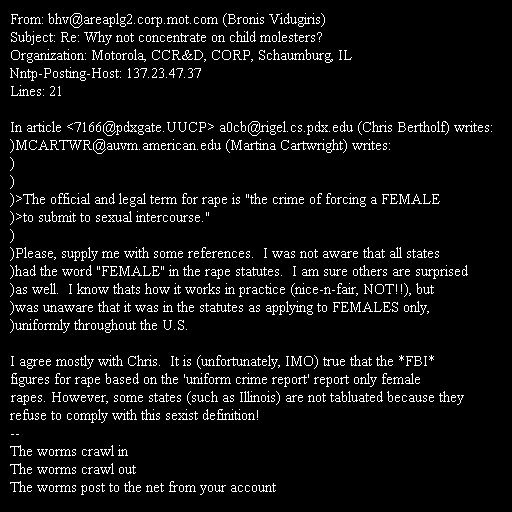 From: bhv@areaplg2.corp.mot.com (Bronis Vidugiris)
Subject: Re: Why not concentrate on child molesters?
Organization: Motorola, CCR&D, CORP, Schaumburg, IL
Nntp-Posting-Host: 137.23.47.37
Lines: 21

In article <7166@pdxgate.UUCP> a0cb@rigel.cs.pdx.edu (Chris Bertholf) writes:
)MCARTWR@auvm.american.edu (Martina Cartwright) writes:
)
)
)>The official and legal term for rape is "the crime of forcing a FEMALE
)>to submit to sexual intercourse."
)
)Please, supply me with some references.  I was not aware that all states
)had the word "FEMALE" in the rape statutes.  I am sure others are surprised
)as well.  I know thats how it works in practice (nice-n-fair, NOT!!), but
)was unaware that it was in the statutes as applying to FEMALES only,
)uniformly throughout the U.S.

I agree mostly with Chris.  It is (unfortunately, IMO) true that the *FBI*
figures for rape based on the 'uniform crime report' report only female
rapes. However, some states (such as Illinois) are not tabluated because they
refuse to comply with this sexist definition!
--
The worms crawl in
The worms crawl out
The worms post to the net from your account